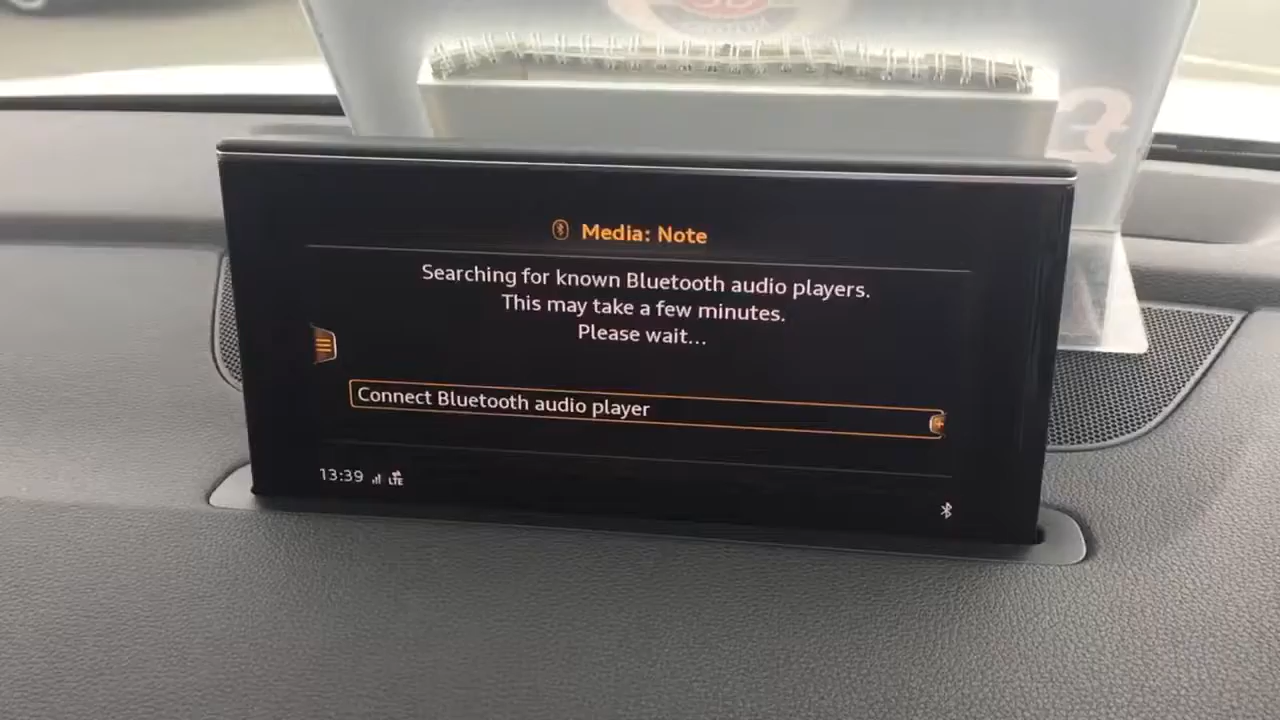 Media: Note
Searching for known Bluetooth audio players.
This may take a few minutes.
Please wait...
Connect Bluetooth audio player
13:39 LTE